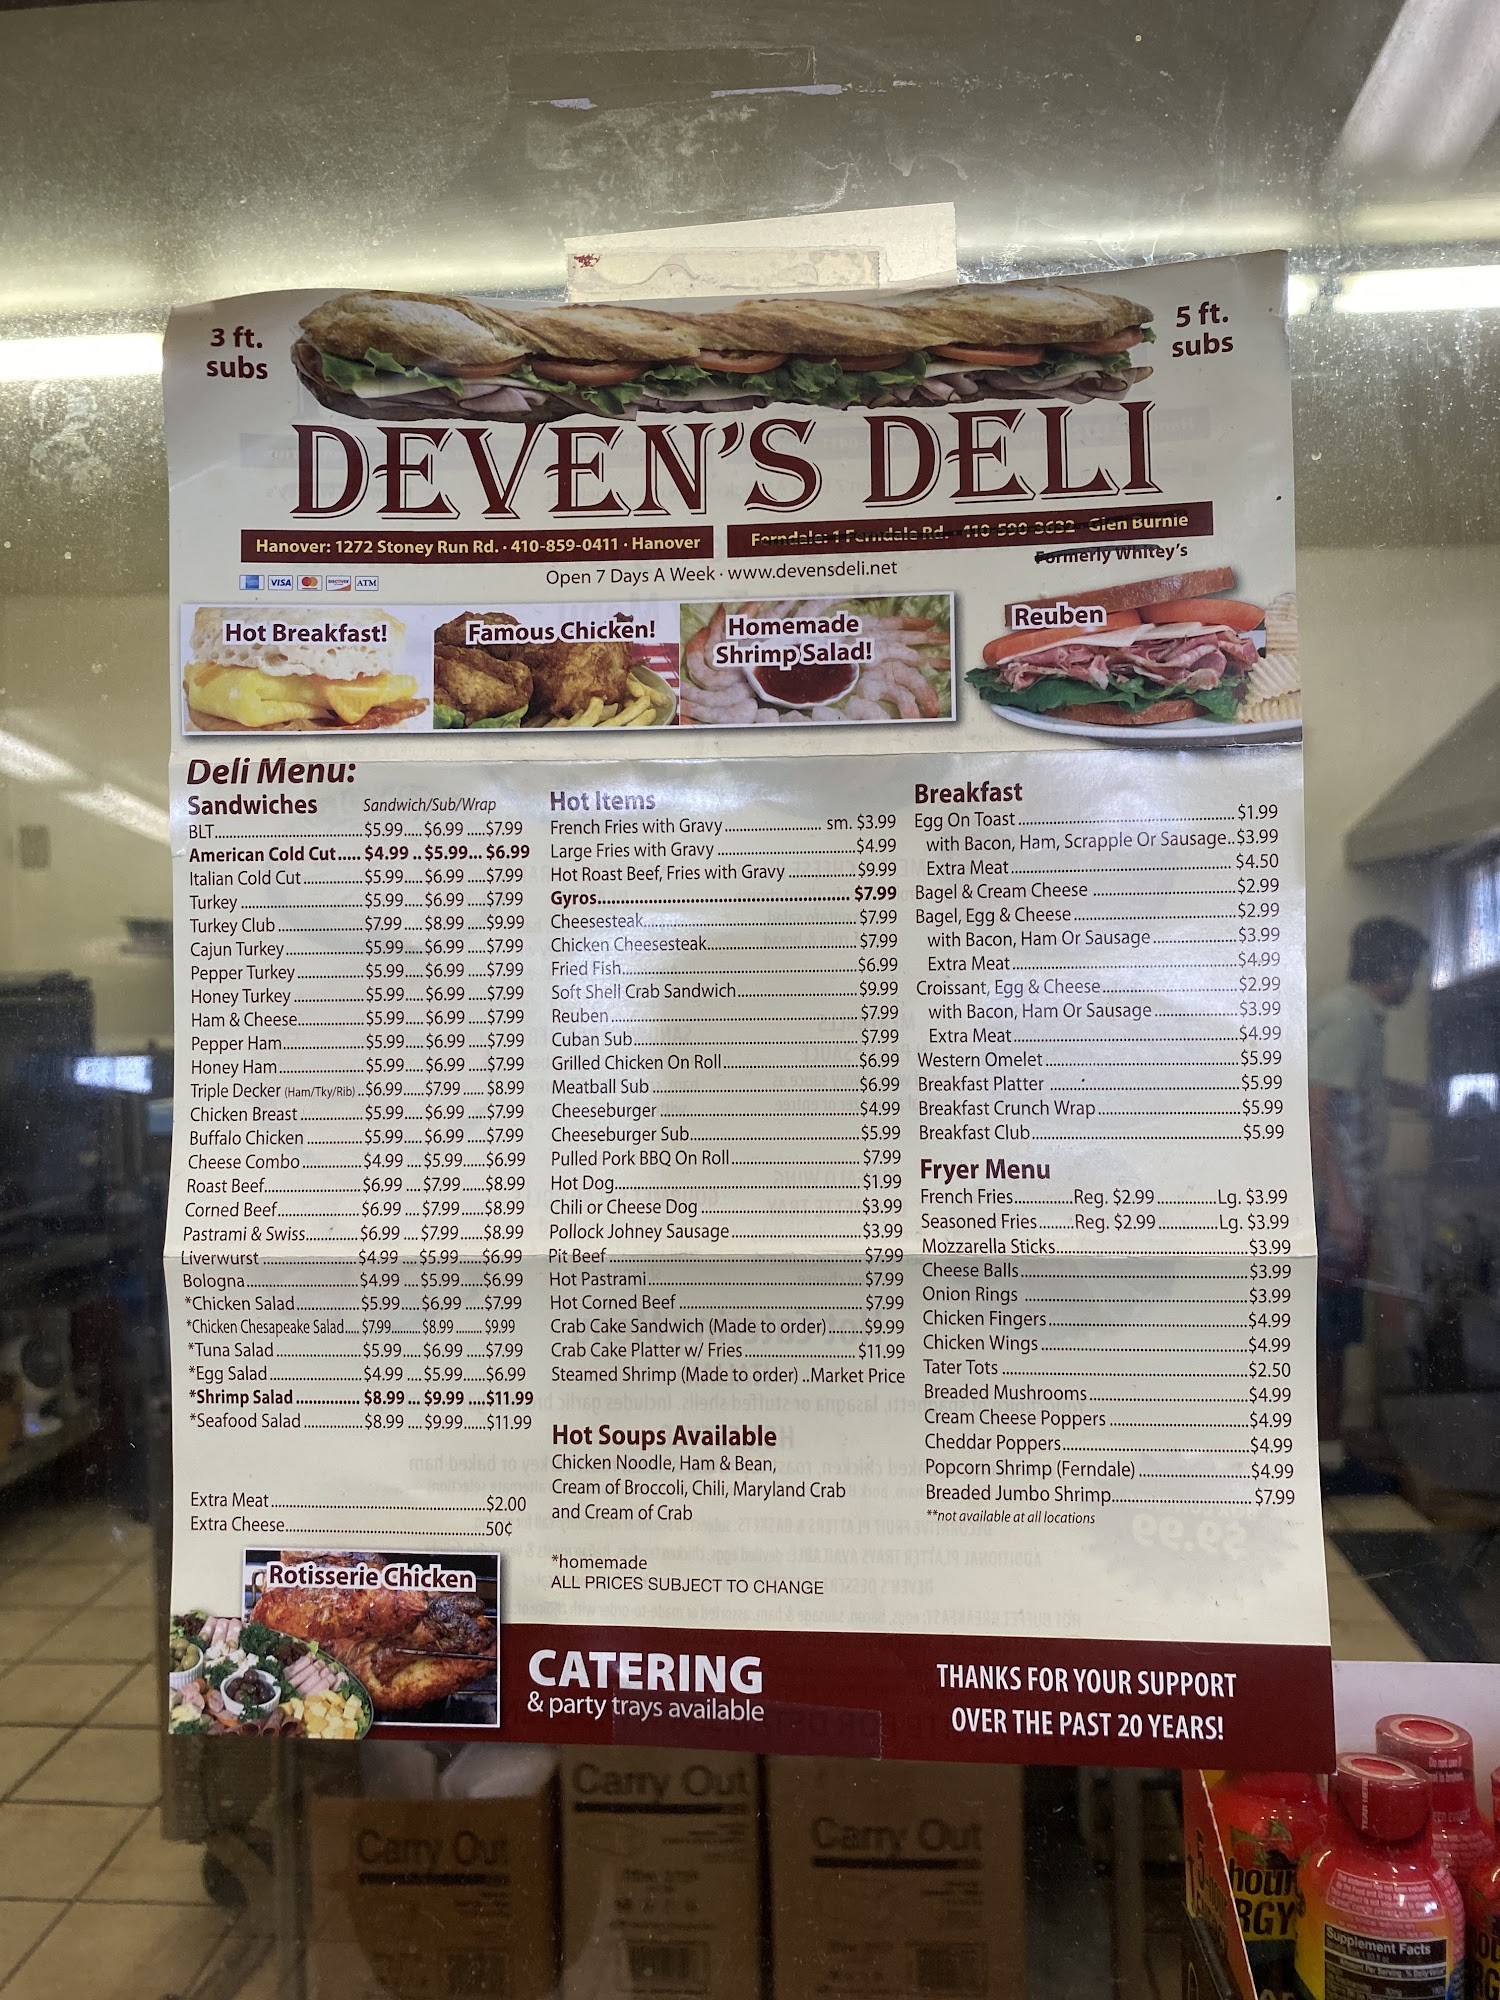 3 ft.
subs
5 ft.
subs
DEVEN'S DELI
Hanover: 1272 Stoney Run Rd. · 410-859-0411 · Hanover
Ferndale: 1 Ferndale Rd. · 410-590-3632 · Glen Burnie
Formerly Whitey's
VISA MasterCard DISCOVER ATM
Open 7 Days A Week · www.devensdeli.net
Hot Breakfast!
Famous Chicken!
Homemade
Shrimp Salad!
Reuben
Deli Menu:
Sandwiches Sandwich/Sub/Wrap
BLT $5.99 $6.99 $7.99
American Cold Cut $4.99 $5.99 $6.99
Italian Cold Cut $5.99 $6.99 $7.99
Turkey $5.99 $6.99 $7.99
Turkey Club $7.99 $8.99 $9.99
Cajun Turkey $5.99 $6.99 $7.99
Pepper Turkey $5.99 $6.99 $7.99
Honey Turkey $5.99 $6.99 $7.99
Ham & Cheese $5.99 $6.99 $7.99
Pepper Ham $5.99 $6.99 $7.99
Honey Ham $5.99 $6.99 $7.99
Triple Decker (Ham/Tky/Rib) $6.99 $7.99 $8.99
Chicken Breast $5.99 $6.99 $7.99
Buffalo Chicken $5.99 $6.99 $7.99
Cheese Combo $4.99 $5.99 $6.99
Roast Beef $6.99 $7.99 $8.99
Corned Beef $6.99 $7.99 $8.99
Pastrami & Swiss $6.99 $7.99 $8.99
Liverwurst $4.99 $5.99 $6.99
Bologna $4.99 $5.99 $6.99
*Chicken Salad $5.99 $6.99 $7.99
*Chicken Chesapeake Salad $7.99 $8.99 $9.99
*Tuna Salad $5.99 $6.99 $7.99
*Egg Salad $4.99 $5.99 $6.99
*Shrimp Salad $8.99 $9.99 $11.99
*Seafood Salad $8.99 $9.99 $11.99
Extra Meat $2.00
Extra Cheese 50¢
Rotisserie Chicken
Hot Items
French Fries with Gravy sm. $3.99
Large Fries with Gravy $4.99
Hot Roast Beef, Fries with Gravy $9.99
Gyros $7.99
Cheesesteak $7.99
Chicken Cheesesteak $7.99
Fried Fish $6.99
Soft Shell Crab Sandwich $9.99
Reuben $7.99
Cuban Sub $7.99
Grilled Chicken On Roll $6.99
Meatball Sub $6.99
Cheeseburger $4.99
Cheeseburger Sub $5.99
Pulled Pork BBQ On Roll $7.99
Hot Dog $1.99
Chili or Cheese Dog $3.99
Pollock Johney Sausage $3.99
Pit Beef $7.99
Hot Pastrami $7.99
Hot Corned Beef $7.99
Crab Cake Sandwich (Made to order) $9.99
Crab Cake Platter w/ Fries $11.99
Steamed Shrimp (Made to order) ..Market Price
Hot Soups Available
Chicken Noodle, Ham & Bean,
Cream of Broccoli, Chili, Maryland Crab
and Cream of Crab
*homemade
ALL PRICES SUBJECT TO CHANGE
Breakfast
Egg On Toast $1.99
with Bacon, Ham, Scrapple Or Sausage $3.99
Extra Meat $4.50
Bagel & Cream Cheese $2.99
Bagel, Egg & Cheese $2.99
with Bacon, Ham Or Sausage $3.99
Extra Meat $4.99
Croissant, Egg & Cheese $2.99
with Bacon, Ham Or Sausage $3.99
Extra Meat $4.99
Western Omelet $5.99
Breakfast Platter $5.99
Breakfast Crunch Wrap $5.99
Breakfast Club $5.99
Fryer Menu
French Fries Reg. $2.99 Lg. $3.99
Seasoned Fries Reg. $2.99 Lg. $3.99
Mozzarella Sticks $3.99
Cheese Balls $3.99
Onion Rings $3.99
Chicken Fingers $4.99
Chicken Wings $4.99
Tater Tots $2.50
Breaded Mushrooms $4.99
Cream Cheese Poppers $4.99
Cheddar Poppers $4.99
Popcorn Shrimp (Ferndale) $4.99
Breaded Jumbo Shrimp $7.99
**not available at all locations
CATERING
& party trays available
THANKS FOR YOUR SUPPORT
OVER THE PAST 20 YEARS!
Carry Out
Carry Out
Carry Out
hour
Supplement Facts